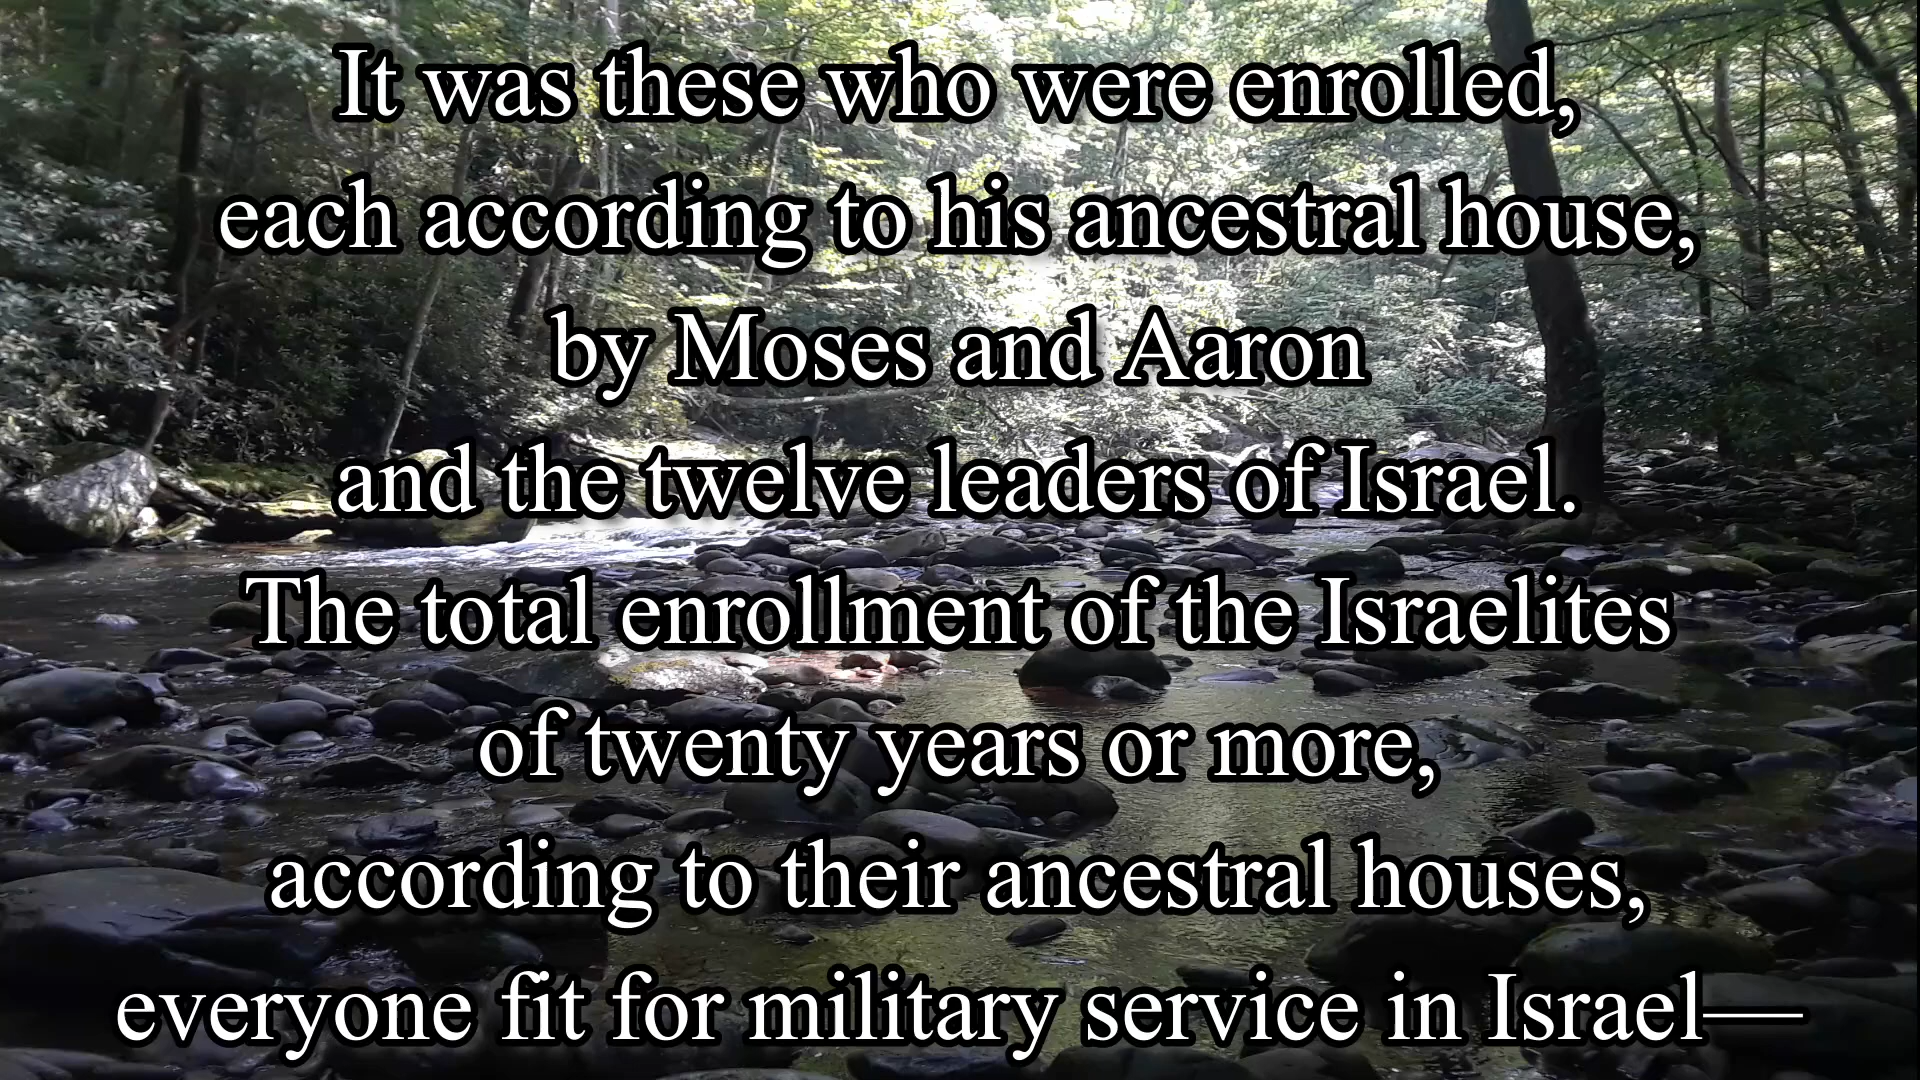 It was these who were enrolled,
each according to his ancestral house,
by Moses and Aaron
and the twelve leaders of Israel.
The total enrollment of the Israelites
of twenty years or more,
according to their ancestral houses,
everyone fit for military service in Israel—